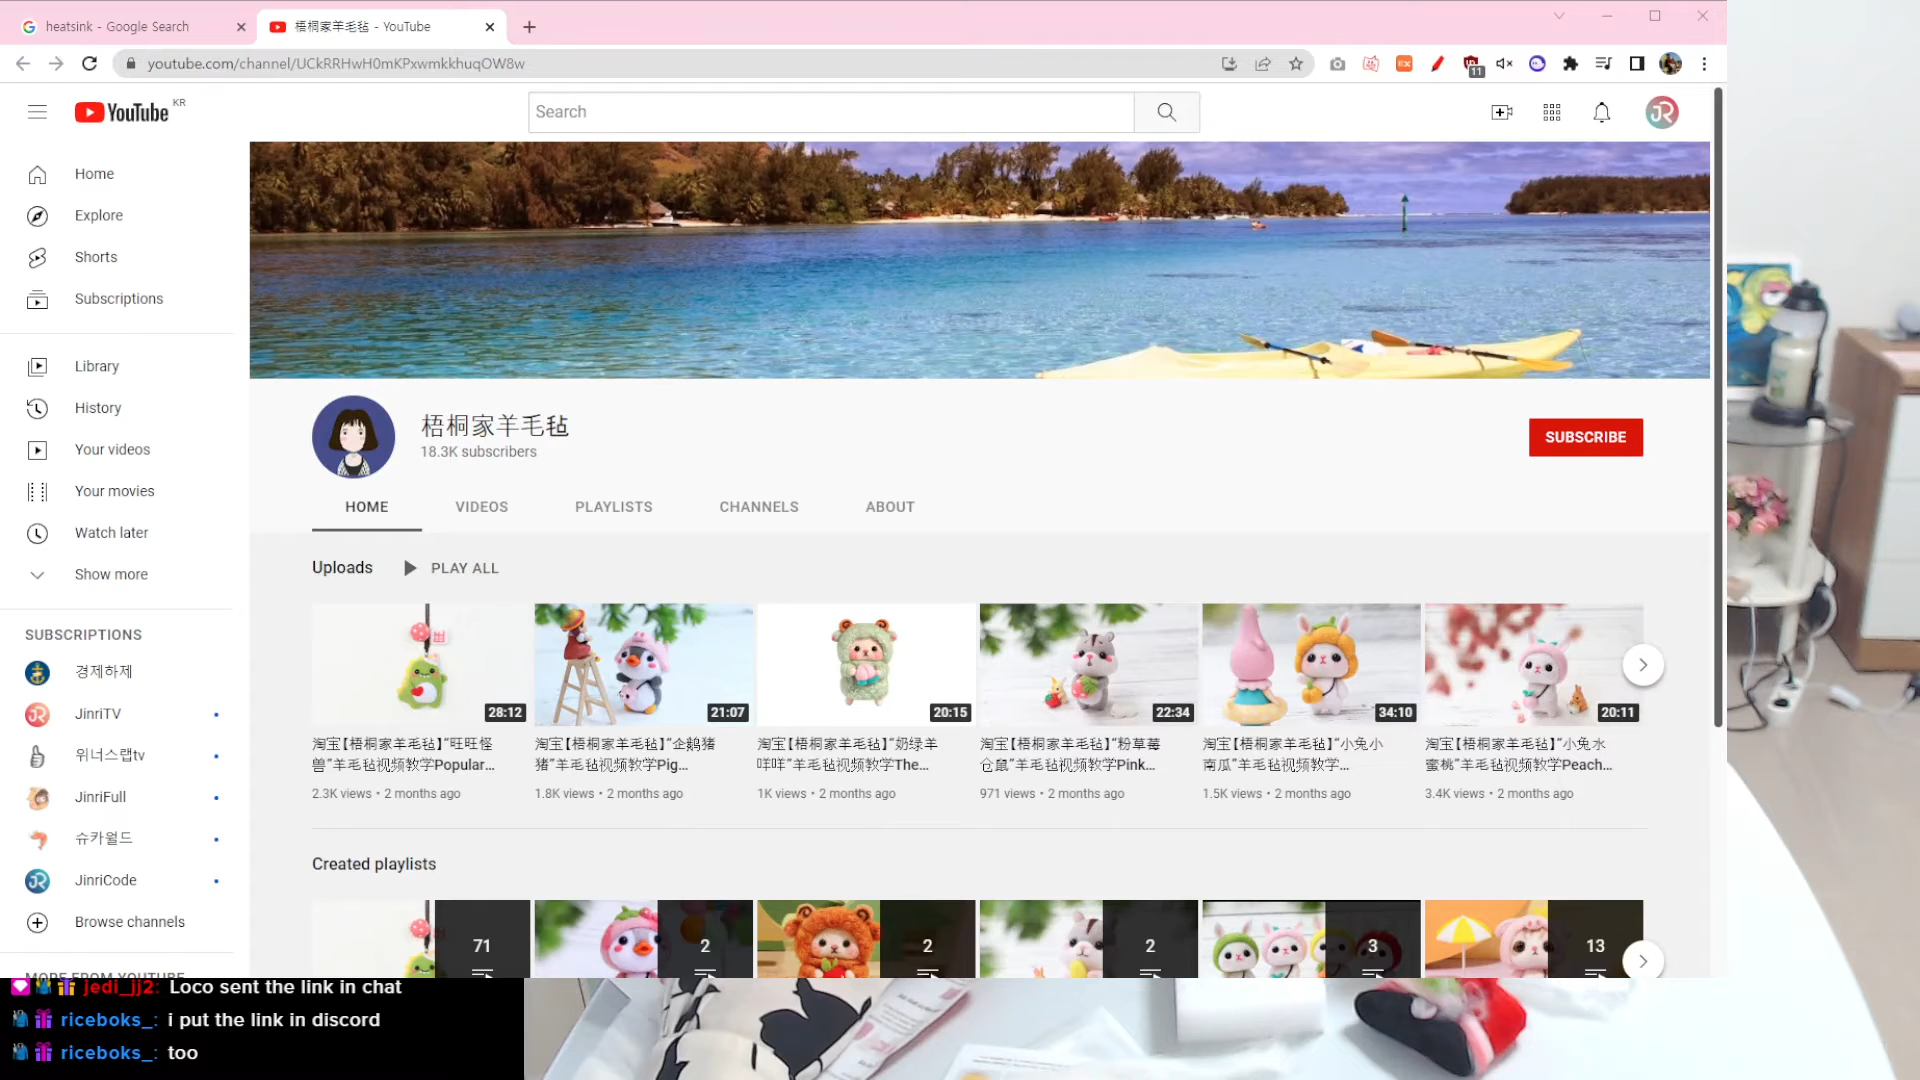 heatsink - Google Search
梧桐家羊毛毡 - YouTube
youtube.com/channel/UCkRRHwH0mKPxwmkkhuqOW8w
11
YouTube KR
Search
Home
Explore
Shorts
Subscriptions
Library
History
Your videos
Your movies
Watch later
Show more
SUBSCRIPTIONS
경제하제
JinriTV
위너스랩tv
JinriFull
슈카월드
JinriCode
Browse channels
MORE FROM YOUTUBE
梧桐家羊毛毡
18.3K subscribers
SUBSCRIBE
HOME
VIDEOS
PLAYLISTS
CHANNELS
ABOUT
Uploads
PLAY ALL
28:12
21:07
20:15
22:34
34:10
20:11
淘宝【梧桐家羊毛毡】“旺旺怪
兽”羊毛毡视频教学Popular...
2.3K views • 2 months ago
淘宝【梧桐家羊毛毡】“企鹅猪
猪”羊毛毡视频教学Pig...
1.8K views • 2 months ago
淘宝【梧桐家羊毛毡】“奶绿羊
咩咩”羊毛毡视频教学The...
1K views • 2 months ago
淘宝【梧桐家羊毛毡】“粉草莓
仓鼠”羊毛毡视频教学Pink...
971 views • 2 months ago
淘宝【梧桐家羊毛毡】“小兔小
南瓜”羊毛毡视频教学...
1.5K views • 2 months ago
淘宝【梧桐家羊毛毡】“小兔水
蜜桃”羊毛毡视频教学Peach...
3.4K views • 2 months ago
Created playlists
71
2
2
2
3
13
jedi_jj2: Loco sent the link in chat
riceboks_: i put the link in discord
riceboks_: too